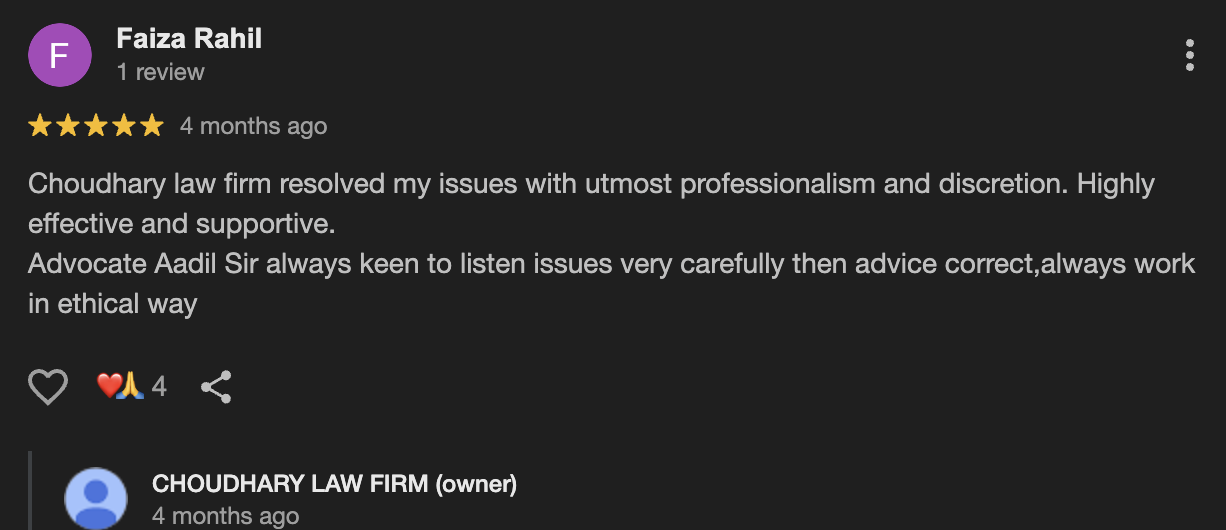 F
Faiza Rahil
1 review
4 months ago
Choudhary law firm resolved my issues with utmost professionalism and discretion. Highly
effective and supportive.
Advocate Aadil Sir always keen to listen issues very carefully then advice correct,always work
in ethical way
4
CHOUDHARY LAW FIRM (owner)
4 months ago